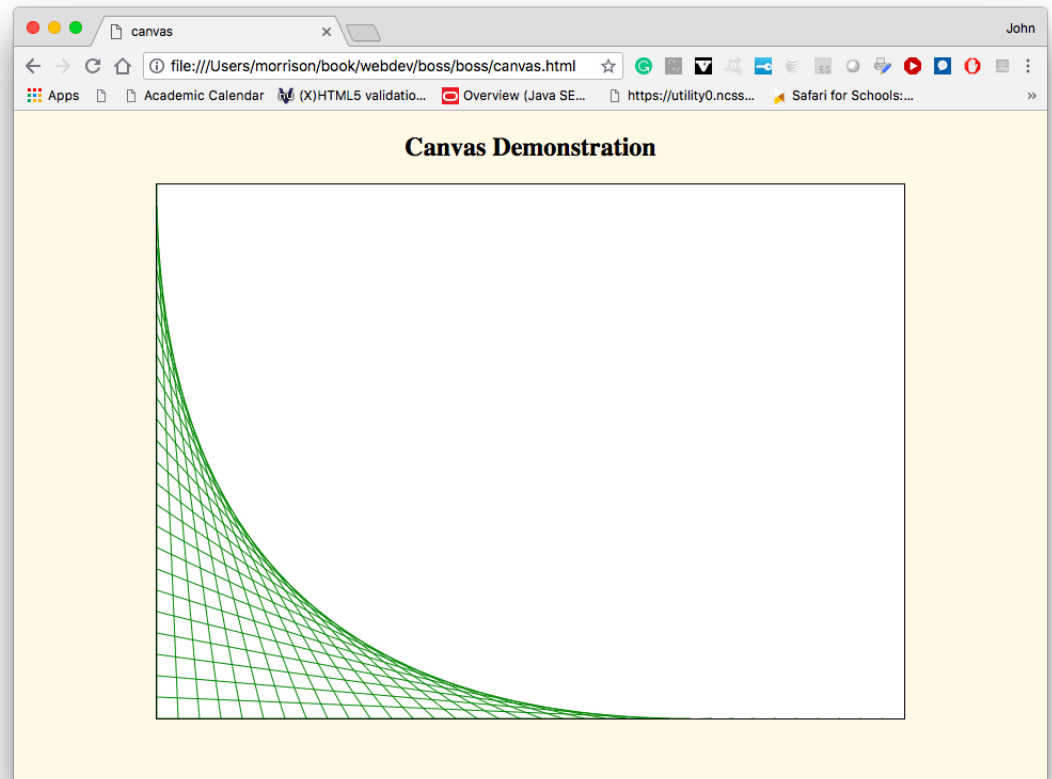 canvas
John
file:///Users/morrison/book/webdev/boss/boss/canvas.html
Apps Academic Calendar (X)HTML5 validatio... Overview (Java SE... https://utility0.ncss... Safari for Schools:... »
Canvas Demonstration